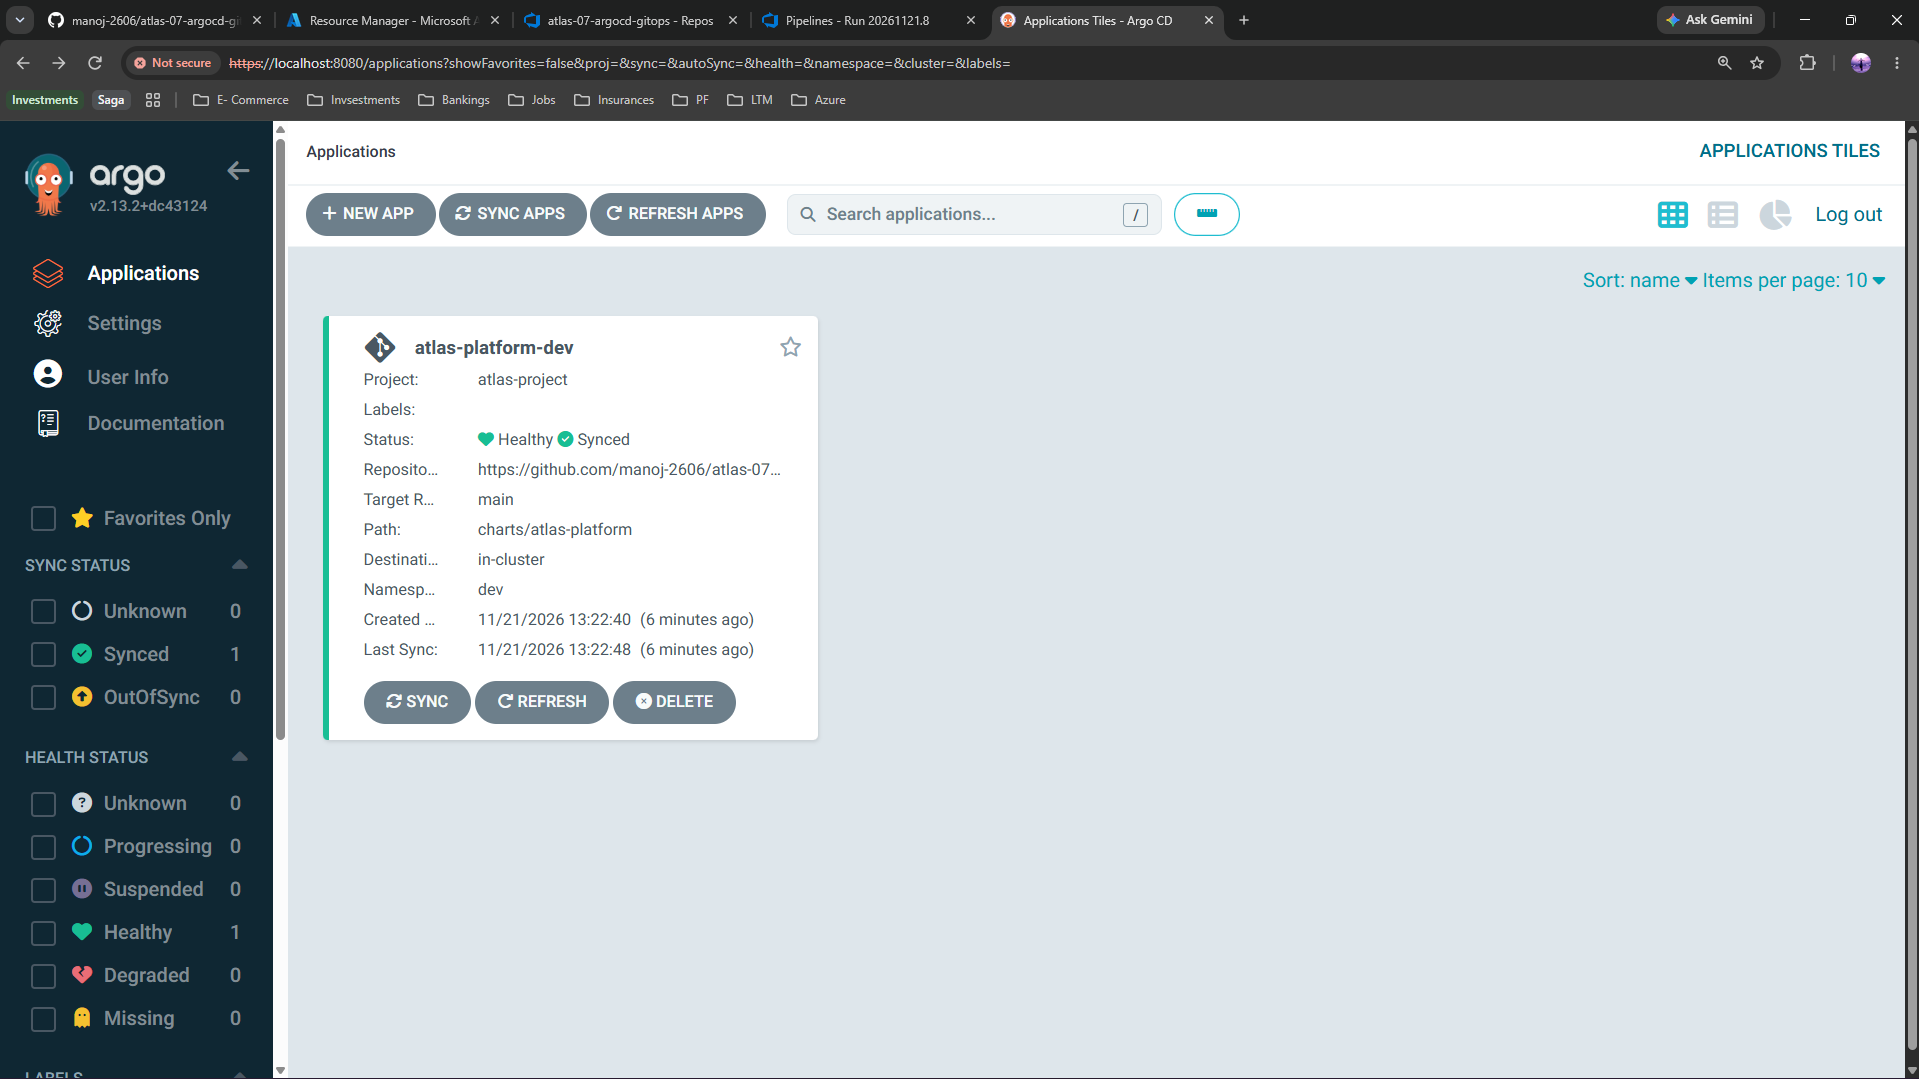 manoj-2606/atlas-07-argocd-git
Resource Manager - Microsoft A
atlas-07-argocd-gitops - Repos
Pipelines - Run 20261121.8
Applications Tiles - Argo CD
Ask Gemini
Not secure
https://localhost:8080/applications?showFavorites=false&proj=&sync=&autoSync=&health=&namespace=&cluster=&labels=
Investments
Saga
E- Commerce
Invsestments
Bankings
Jobs
Insurances
PF
LTM
Azure
argo
v2.13.2+dc43124
Applications
Settings
User Info
Documentation
Favorites Only
SYNC STATUS
Unknown 0
Synced 1
OutOfSync 0
HEALTH STATUS
Unknown 0
Progressing 0
Suspended 0
Healthy 1
Degraded 0
Missing 0
LABELS
Applications
APPLICATIONS TILES
NEW APP
SYNC APPS
REFRESH APPS
Search applications...
/
Log out
Sort: name
Items per page: 10
atlas-platform-dev
Project: atlas-project
Labels:
Status: Healthy Synced
Reposito... https://github.com/manoj-2606/atlas-07...
Target R... main
Path: charts/atlas-platform
Destinati... in-cluster
Namesp... dev
Created ... 11/21/2026 13:22:40 (6 minutes ago)
Last Sync: 11/21/2026 13:22:48 (6 minutes ago)
SYNC
REFRESH
DELETE